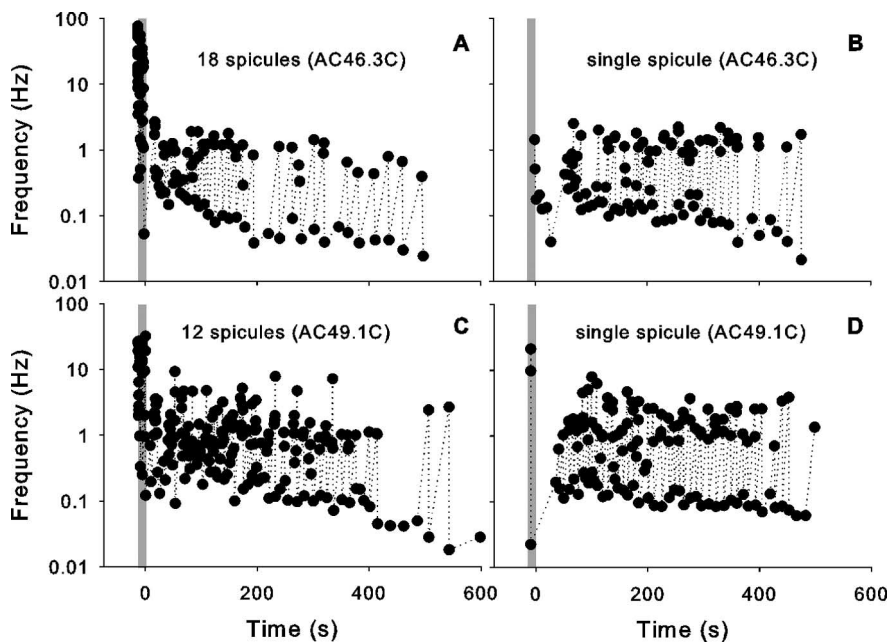 100
10
1
0.1
0.01
Frequency (Hz)
18 spicules (AC46.3C)
A
single spicule (AC46.3C)
B
100
10
1
0.1
0.01
Frequency (Hz)
12 spicules (AC49.1C)
C
single spicule (AC49.1C)
D
0 200 400 600
0 200 400 600
Time (s)
Time (s)